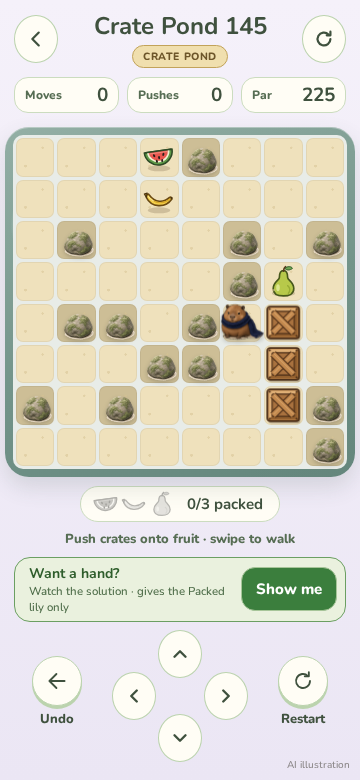 Crate Pond 145
CRATE POND
Moves 0
Pushes 0
Par 225
0/3 packed
Push crates onto fruit · swipe to walk
Want a hand?
Watch the solution · gives the Packed
lily only
Show me
Undo
Restart
AI illustration